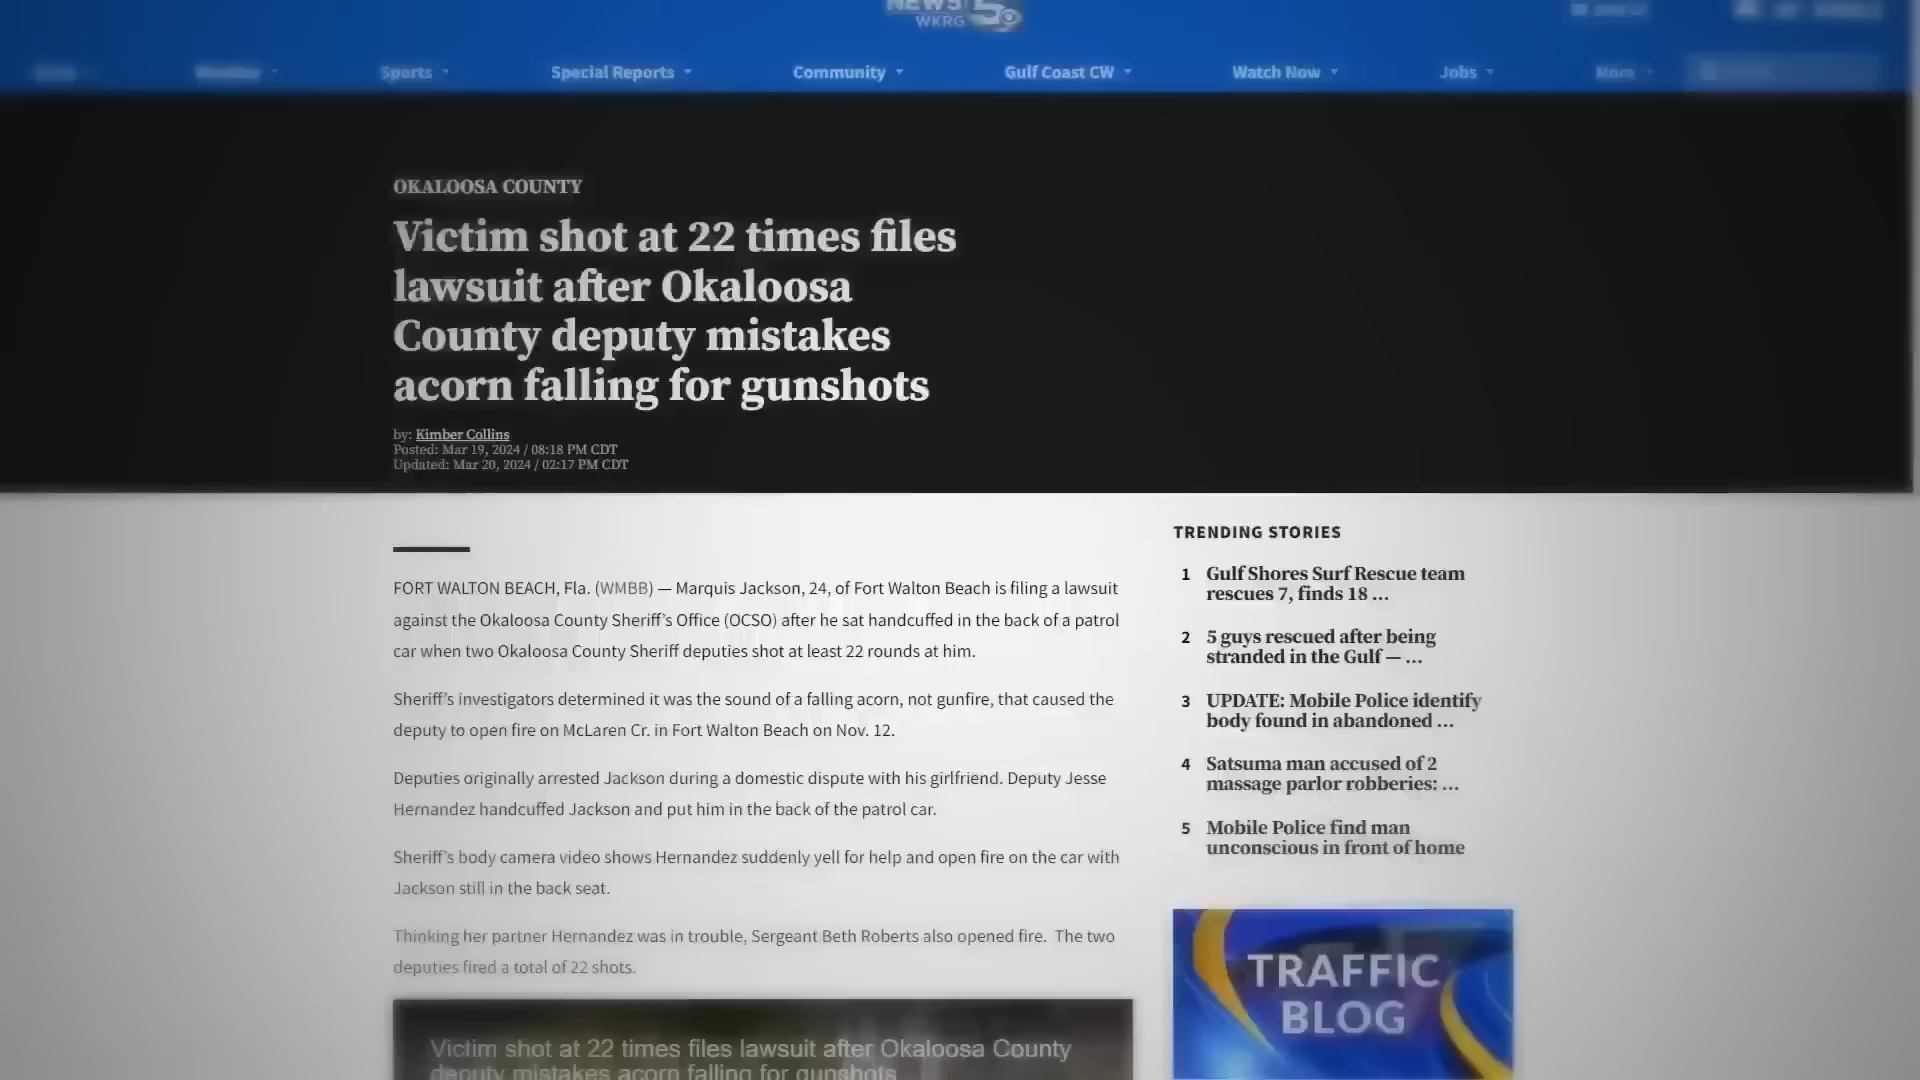 NEWS 5
WKRG
Sports
Special Reports
Community
Gulf Coast CW
Watch Now
Jobs
More
OKALOOSA COUNTY
Victim shot at 22 times files
lawsuit after Okaloosa
County deputy mistakes
acorn falling for gunshots
by: Kimber Collins
Posted: Mar 19, 2024 / 08:18 PM CDT
Updated: Mar 20, 2024 / 02:17 PM CDT
FORT WALTON BEACH, Fla. (WMBB) — Marquis Jackson, 24, of Fort Walton Beach is filing a lawsuit
against the Okaloosa County Sheriff’s Office (OCSO) after he sat handcuffed in the back of a patrol
car when two Okaloosa County Sheriff deputies shot at least 22 rounds at him.
Sheriff’s investigators determined it was the sound of a falling acorn, not gunfire, that caused the
deputy to open fire on McLaren Cr. in Fort Walton Beach on Nov. 12.
Deputies originally arrested Jackson during a domestic dispute with his girlfriend. Deputy Jesse
Hernandez handcuffed Jackson and put him in the back of the patrol car.
Sheriff’s body camera video shows Hernandez suddenly yell for help and open fire on the car with
Jackson still in the back seat.
Thinking her partner Hernandez was in trouble, Sergeant Beth Roberts also opened fire. The two
deputies fired a total of 22 shots.
Victim shot at 22 times files lawsuit after Okaloosa County
deputy mistakes acorn falling for gunshots
TRENDING STORIES
1 Gulf Shores Surf Rescue team
rescues 7, finds 18 …
2 5 guys rescued after being
stranded in the Gulf — …
3 UPDATE: Mobile Police identify
body found in abandoned …
4 Satsuma man accused of 2
massage parlor robberies: …
5 Mobile Police find man
unconscious in front of home
TRAFFIC
BLOG